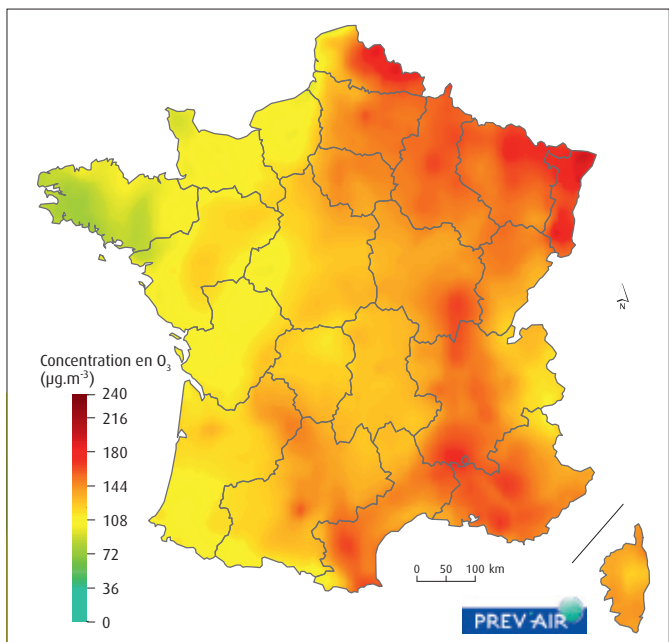 N
Concentration en O₃
(µg.m⁻³)
240
216
180
144
108
72
36
0
0 50 100 km
PREV'AIR